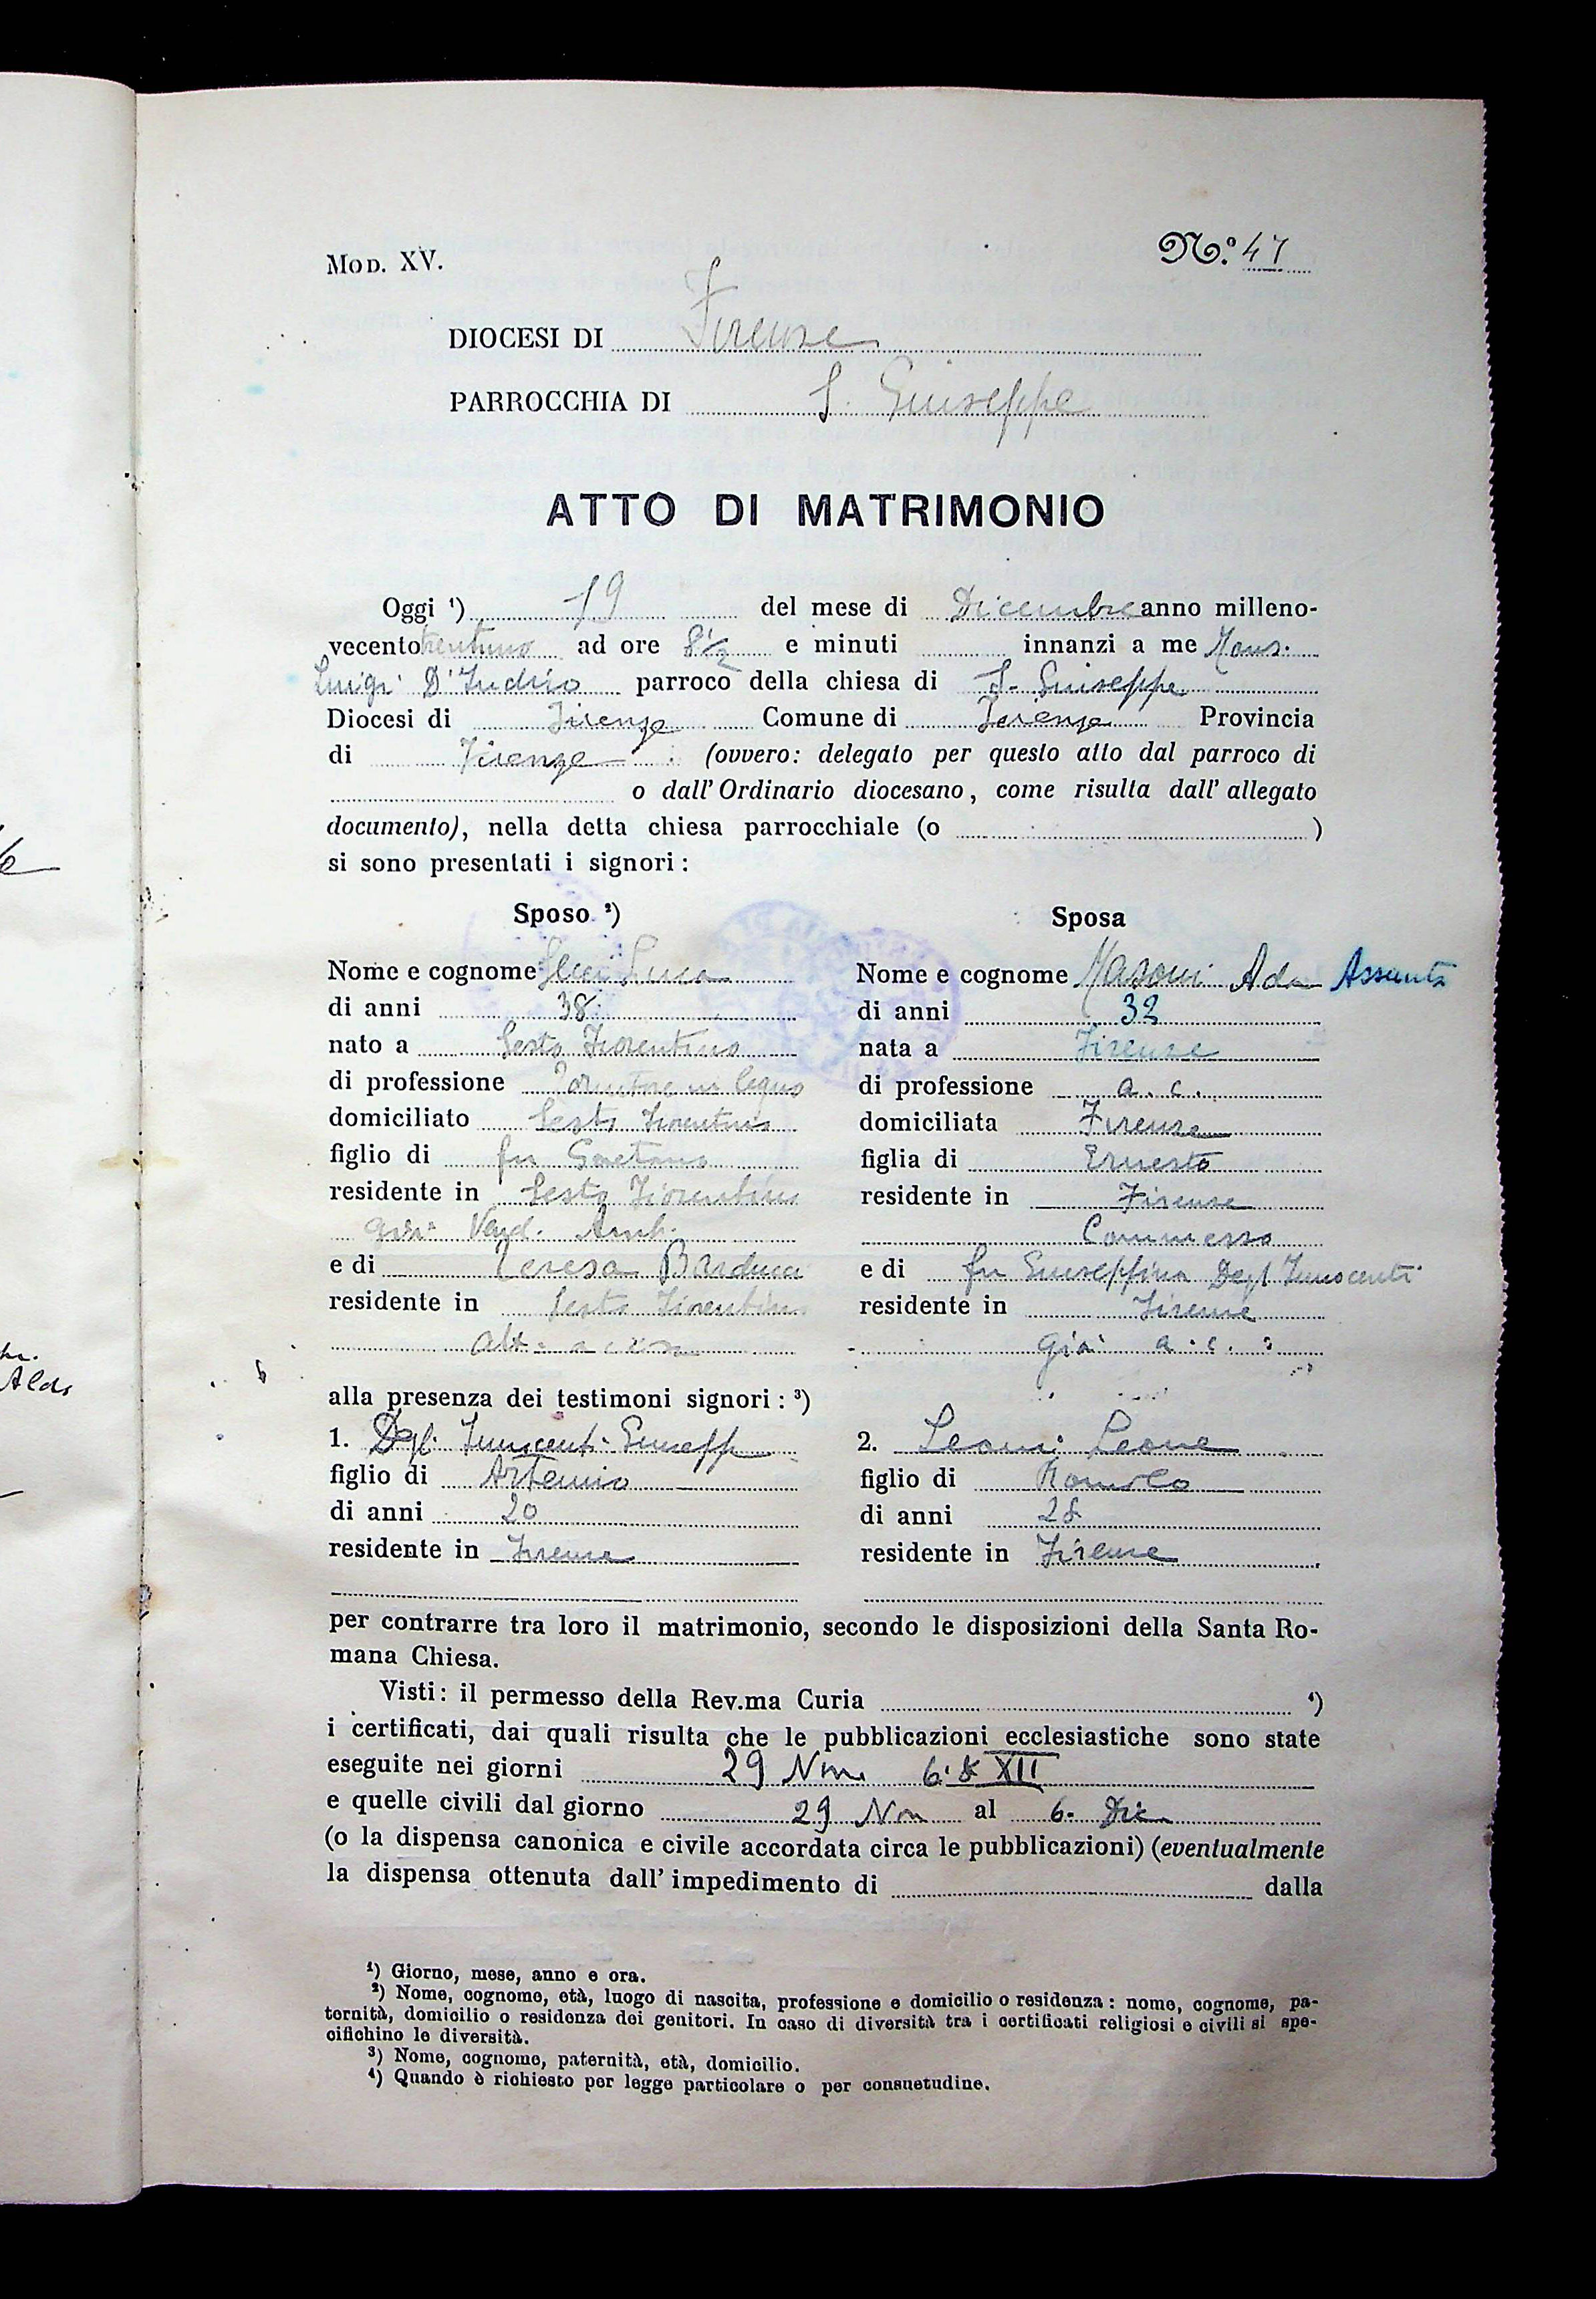 Mod. XV.
N.º 47
DIOCESI DI Firenze
PARROCCHIA DI S. Giuseppe
ATTO DI MATRIMONIO
Oggi ¹) 19 del mese di Dicembre anno milleno-
vecento trentuno ad ore 8½ e minuti innanzi a me Mons.
Luigi D'Indico parroco della chiesa di S. Giuseppe
Diocesi di Firenze Comune di Firenze Provincia
di Firenze (ovvero: delegato per questo atto dal parroco di
o dall'Ordinario diocesano, come risulta dall'allegato
documento), nella detta chiesa parrocchiale (o )
si sono presentati i signori:
Sposo ²)
Nome e cognome Luca
di anni 38
nato a Sesto Fiorentino
di professione Tornitore in legno
domiciliato Sesto Fiorentino
figlio di fu Gaetano
residente in Sesto Fiorentino
già Vend. Amb.
e di Teresa Barducci
residente in Sesto Fiorentino
att. a casa
Sposa
Nome e cognome Masoni Ada Assunta
di anni 32
nata a Firenze
di professione a. c.
domiciliata Firenze
figlia di Ernesto
residente in Firenze
Commesso
e di fu Giuseppina Degl'Innocenti
residente in Firenze
già a. c.
alla presenza dei testimoni signori: ³)
1. Degl'Innocenti Giuseppe
figlio di Artemio
di anni 20
residente in Firenze
2. Leoni Leone
figlio di Romolo
di anni 28
residente in Firenze
per contrarre tra loro il matrimonio, secondo le disposizioni della Santa Ro-
mana Chiesa.
Visti: il permesso della Rev.ma Curia ⁴)
i certificati, dai quali risulta che le pubblicazioni ecclesiastiche sono state
eseguite nei giorni 29 Nov. 6. 8 XII
e quelle civili dal giorno 29 Nov al 6. Dic
(o la dispensa canonica e civile accordata circa le pubblicazioni) (eventualmente
la dispensa ottenuta dall'impedimento di dalla
¹) Giorno, mese, anno e ora.
²) Nome, cognome, età, luogo di nascita, professione e domicilio o residenza: nome, cognome, pa-
ternità, domicilio o residenza dei genitori. In caso di diversità tra i certificati religiosi e civili si spe-
cifichino le diversità.
³) Nome, cognome, paternità, età, domicilio.
⁴) Quando è richiesto per legge particolare o per consuetudine.